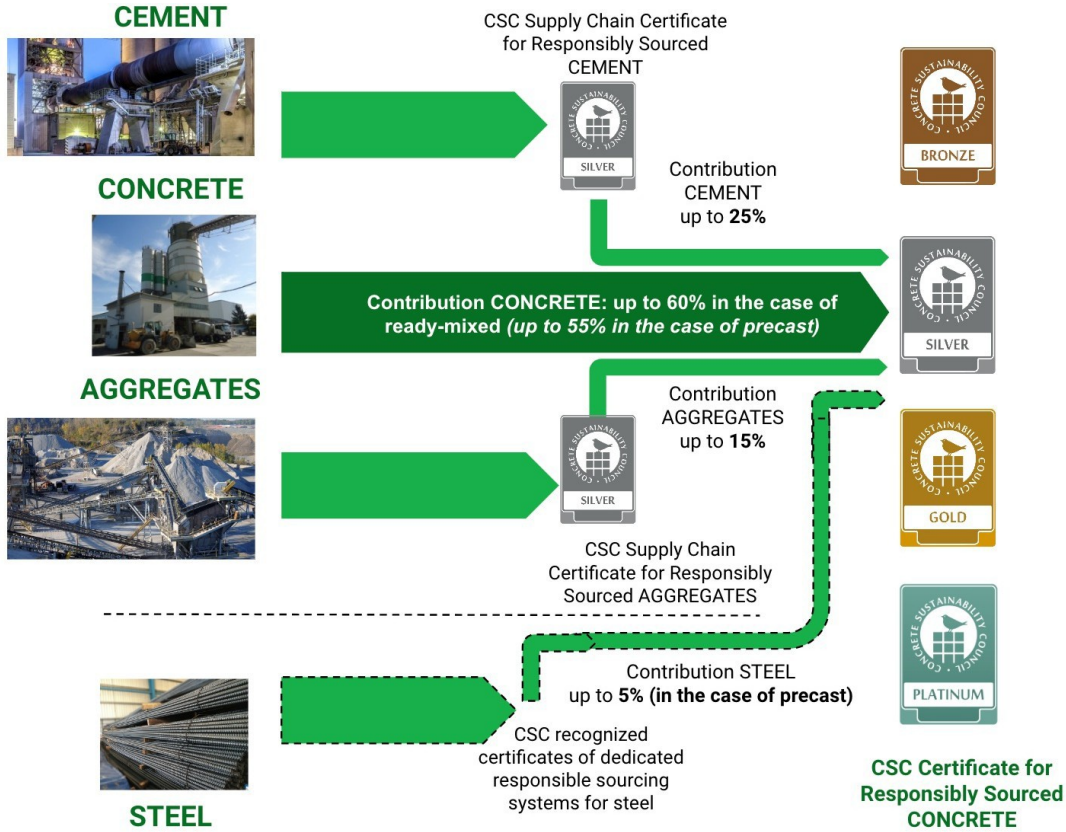 CEMENT
CSC Supply Chain Certificate
for Responsibly Sourced
CEMENT
CONCRETE SUSTAINABILITY COUNCIL
SILVER
CONCRETE SUSTAINABILITY COUNCIL
BRONZE
Contribution
CEMENT
up to 25%
CONCRETE
Contribution CONCRETE: up to 60% in the case of
ready-mixed (up to 55% in the case of precast)
CONCRETE SUSTAINABILITY COUNCIL
SILVER
AGGREGATES
Contribution
AGGREGATES
up to 15%
CONCRETE SUSTAINABILITY COUNCIL
SILVER
CONCRETE SUSTAINABILITY COUNCIL
GOLD
CSC Supply Chain
Certificate for Responsibly
Sourced AGGREGATES
CONCRETE SUSTAINABILITY COUNCIL
PLATINUM
Contribution STEEL
up to 5% (in the case of precast)
CSC recognized
certificates of dedicated
responsible sourcing
systems for steel
STEEL
CSC Certificate for
Responsibly Sourced
CONCRETE